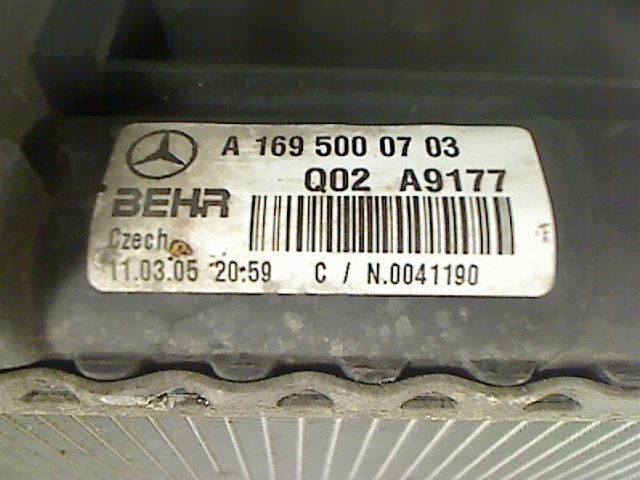 A 169 500 07 03
Q02 A9177
BEHR
Czech
11.03.05 20:59 C / N.0041190